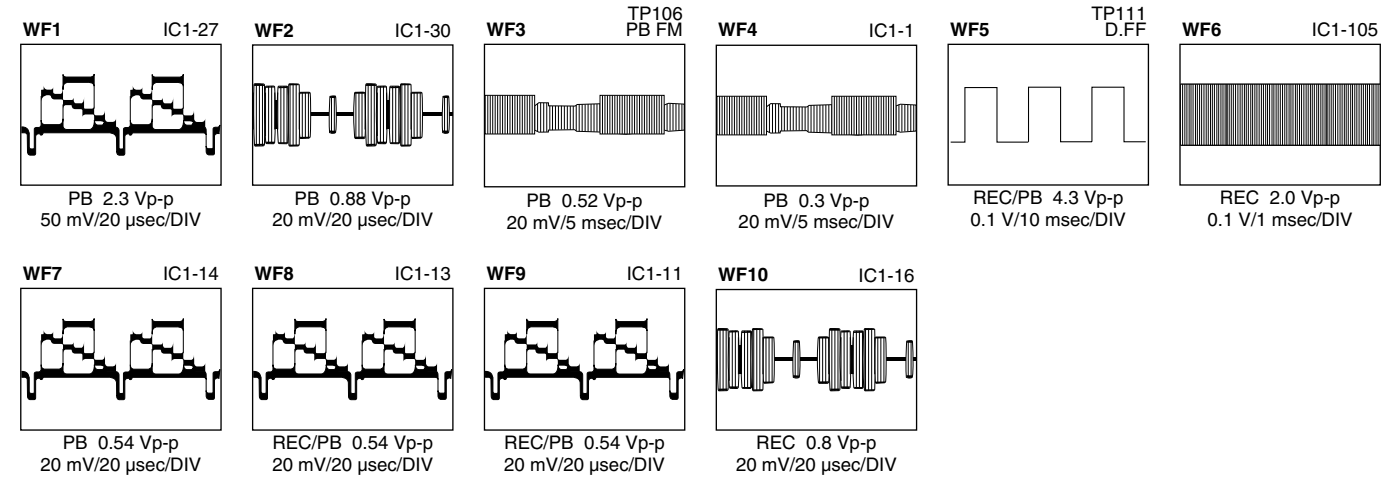 WF1 IC1-27
PB 2.3 Vp-p
50 mV/20 µsec/DIV
WF2 IC1-30
PB 0.88 Vp-p
20 mV/20 µsec/DIV
WF3 TP106
PB FM
PB 0.52 Vp-p
20 mV/5 msec/DIV
WF4 IC1-1
PB 0.3 Vp-p
20 mV/5 msec/DIV
WF5 TP111
D.FF
REC/PB 4.3 Vp-p
0.1 V/10 msec/DIV
WF6 IC1-105
REC 2.0 Vp-p
0.1 V/1 msec/DIV
WF7 IC1-14
PB 0.54 Vp-p
20 mV/20 µsec/DIV
WF8 IC1-13
REC/PB 0.54 Vp-p
20 mV/20 µsec/DIV
WF9 IC1-11
REC/PB 0.54 Vp-p
20 mV/20 µsec/DIV
WF10 IC1-16
REC 0.8 Vp-p
20 mV/20 µsec/DIV